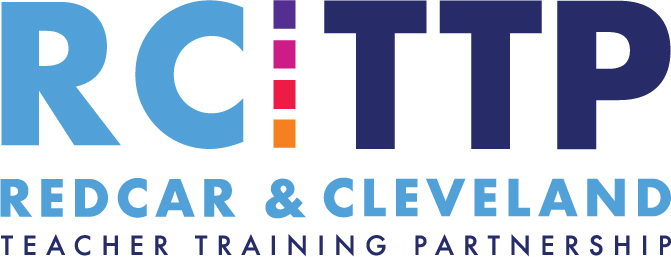 RC TTP
REDCAR & CLEVELAND
TEACHER TRAINING PARTNERSHIP